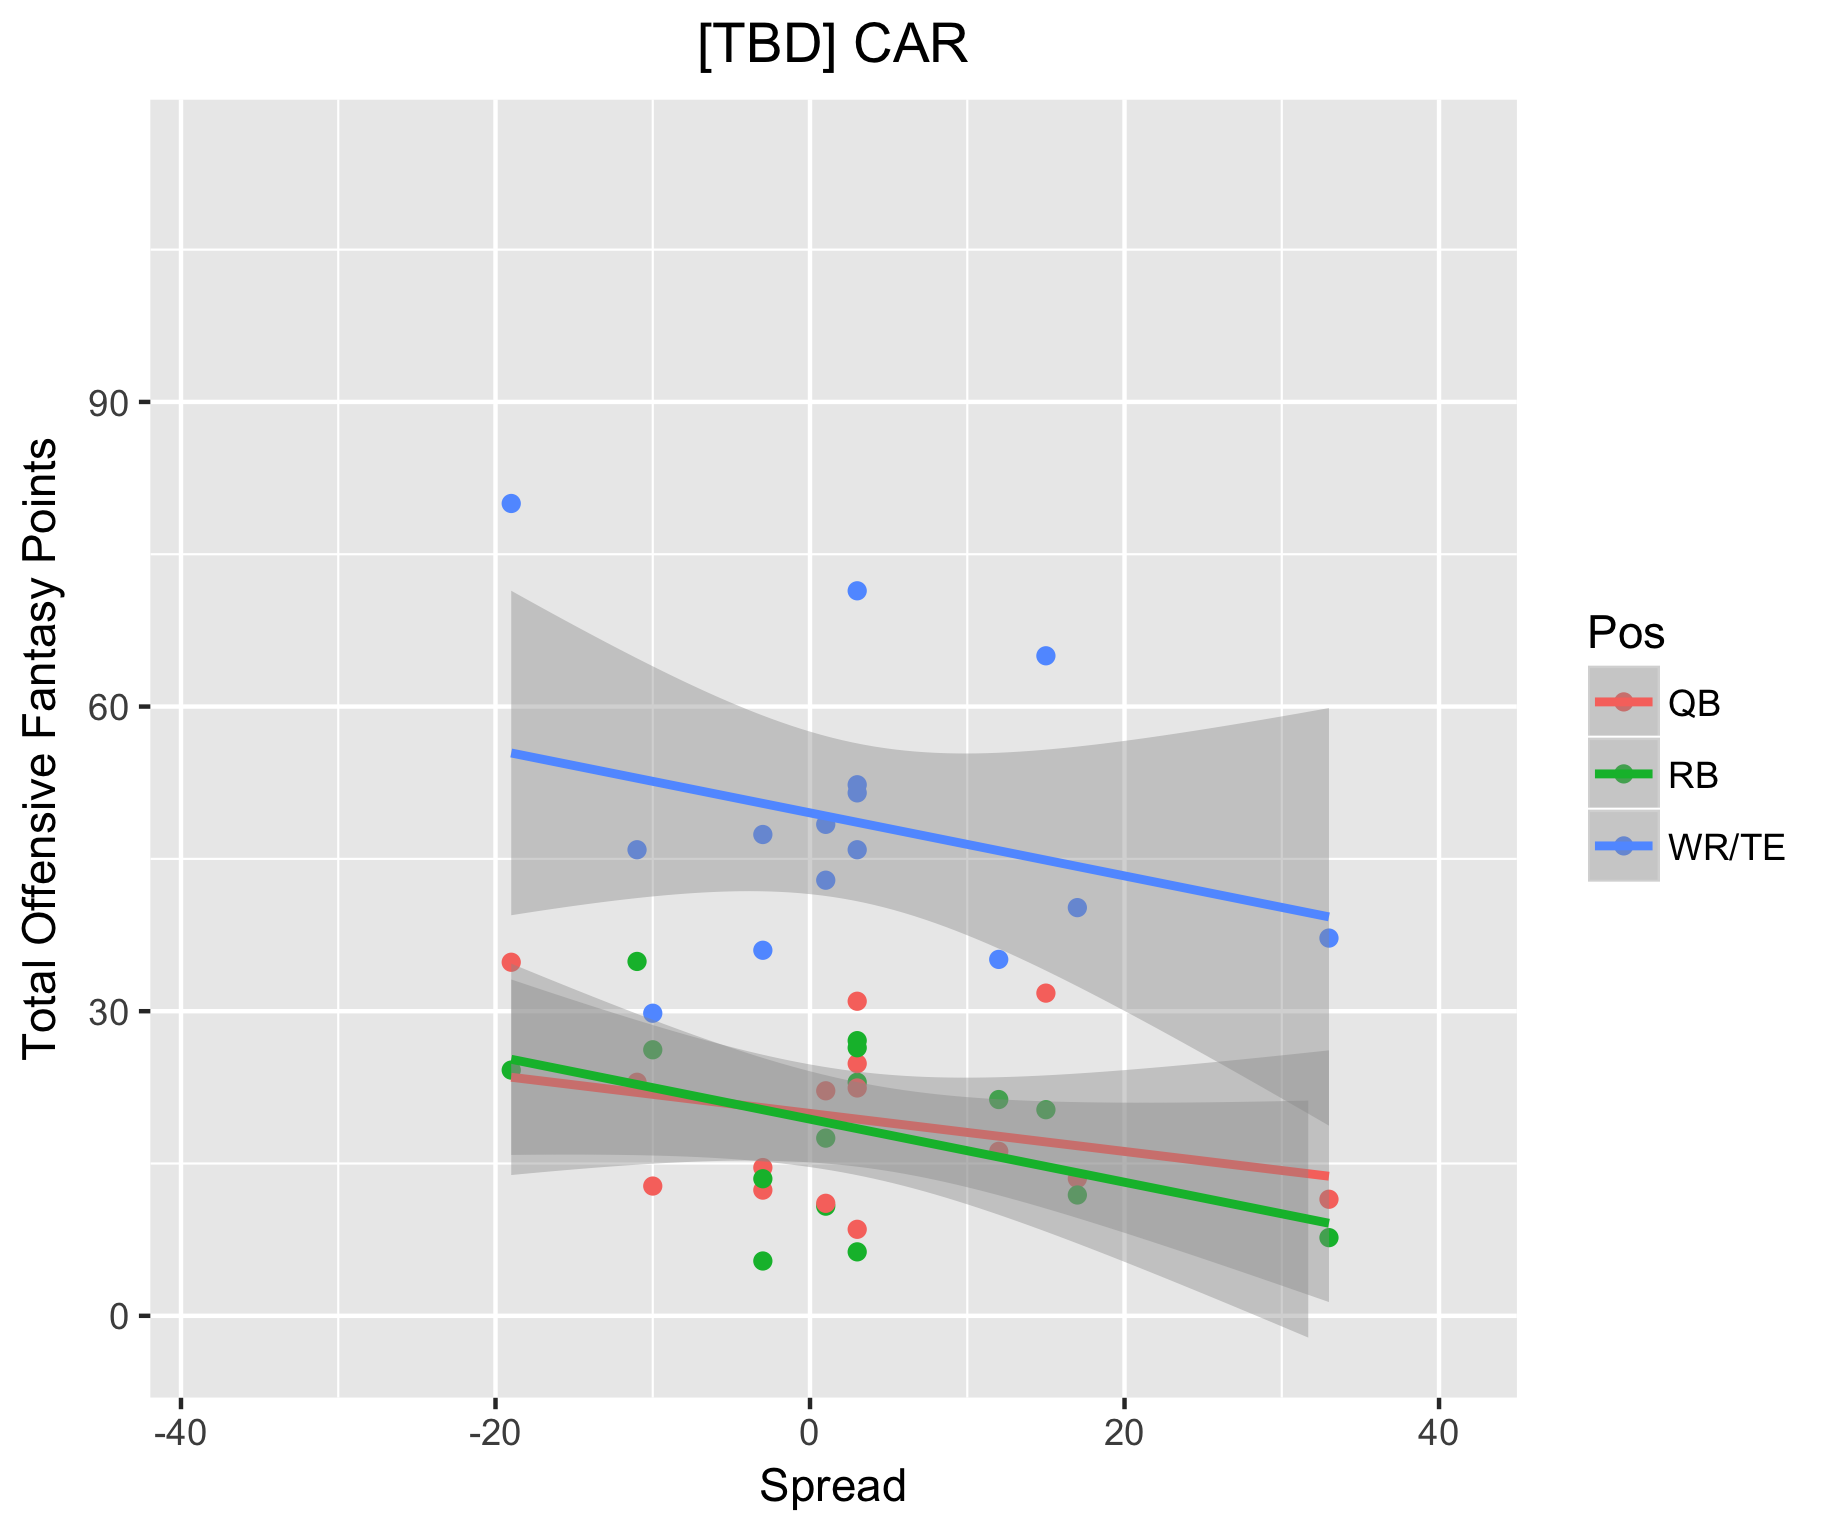 [TBD] CAR
Total Offensive Fantasy Points
90
60
30
0
-40
-20
0
20
40
Spread
Pos
QB
RB
WR/TE